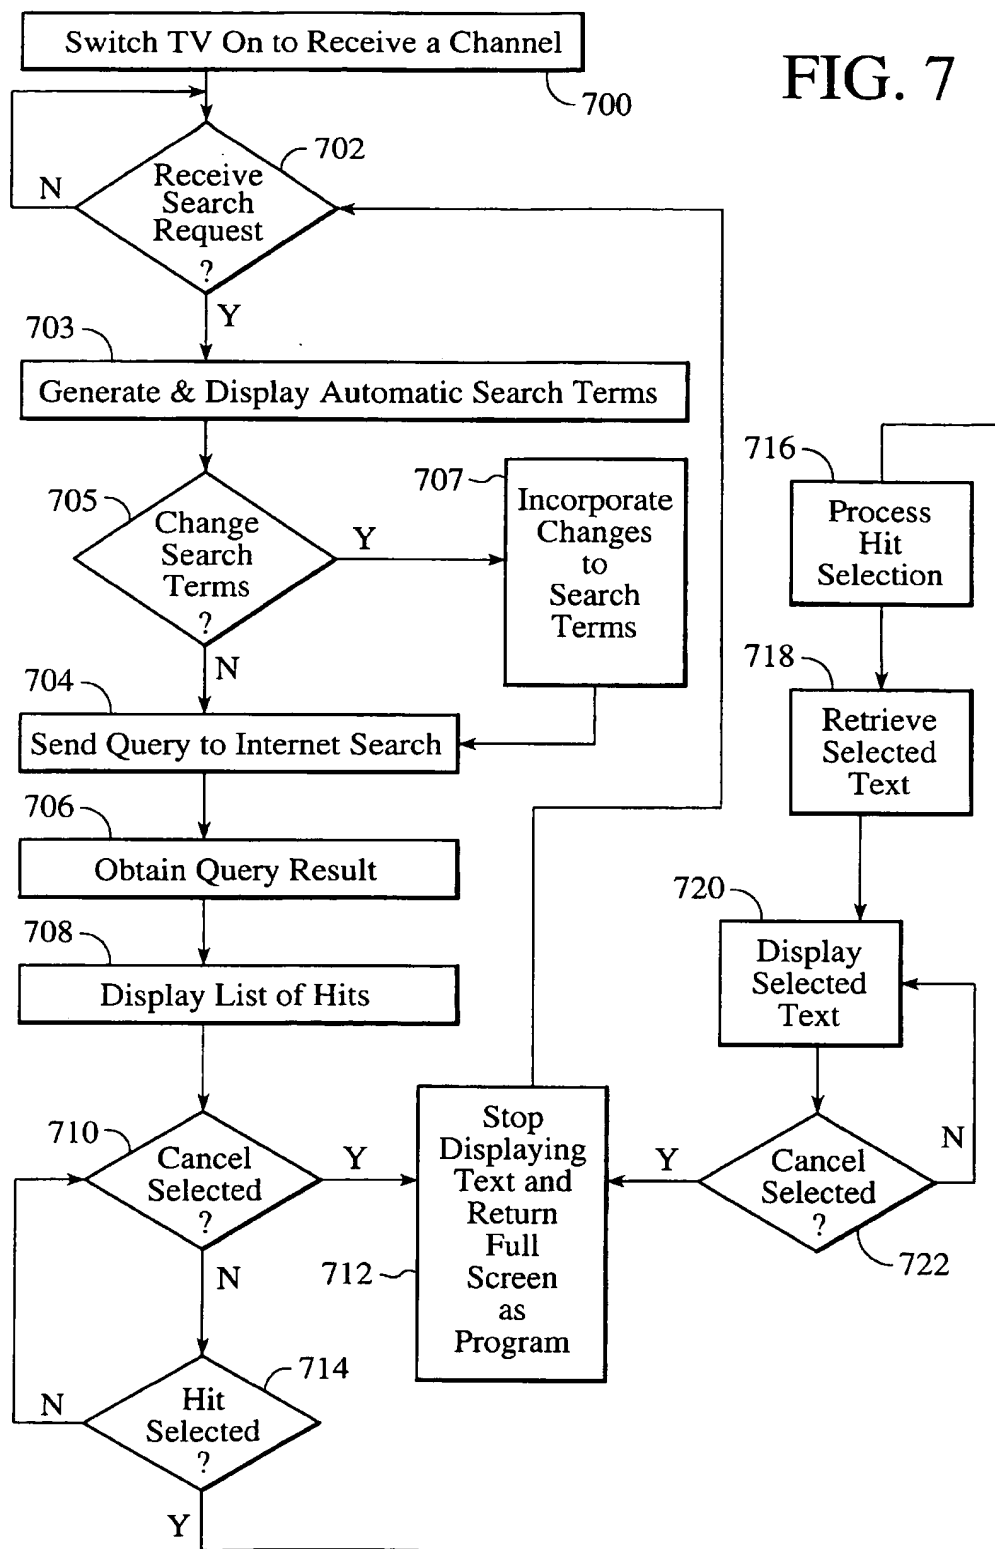 Switch TV On to Receive a Channel
FIG. 7
700
702
Receive
Search
Request
?
N
Y
703
Generate & Display Automatic Search Terms
705
Change
Search
Terms
?
Y
N
707
Incorporate
Changes
to
Search
Terms
704
Send Query to Internet Search
706
Obtain Query Result
708
Display List of Hits
710
Cancel
Selected
?
Y
N
712
Stop
Displaying
Text and
Return
Full
Screen
as
Program
714
Hit
Selected
?
N
Y
716
Process
Hit
Selection
718
Retrieve
Selected
Text
720
Display
Selected
Text
Cancel
Selected
?
Y
N
722